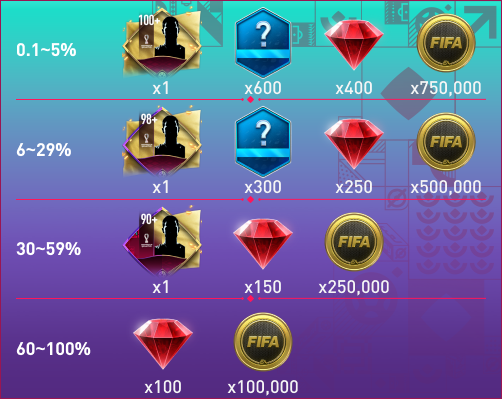 0.1~5%
100+
?
FIFA
x1
x600
x400
x750,000
6~29%
98+
?
FIFA
x1
x300
x250
x500,000
30~59%
90+
FIFA
x1
x150
x250,000
60~100%
FIFA
x100
x100,000